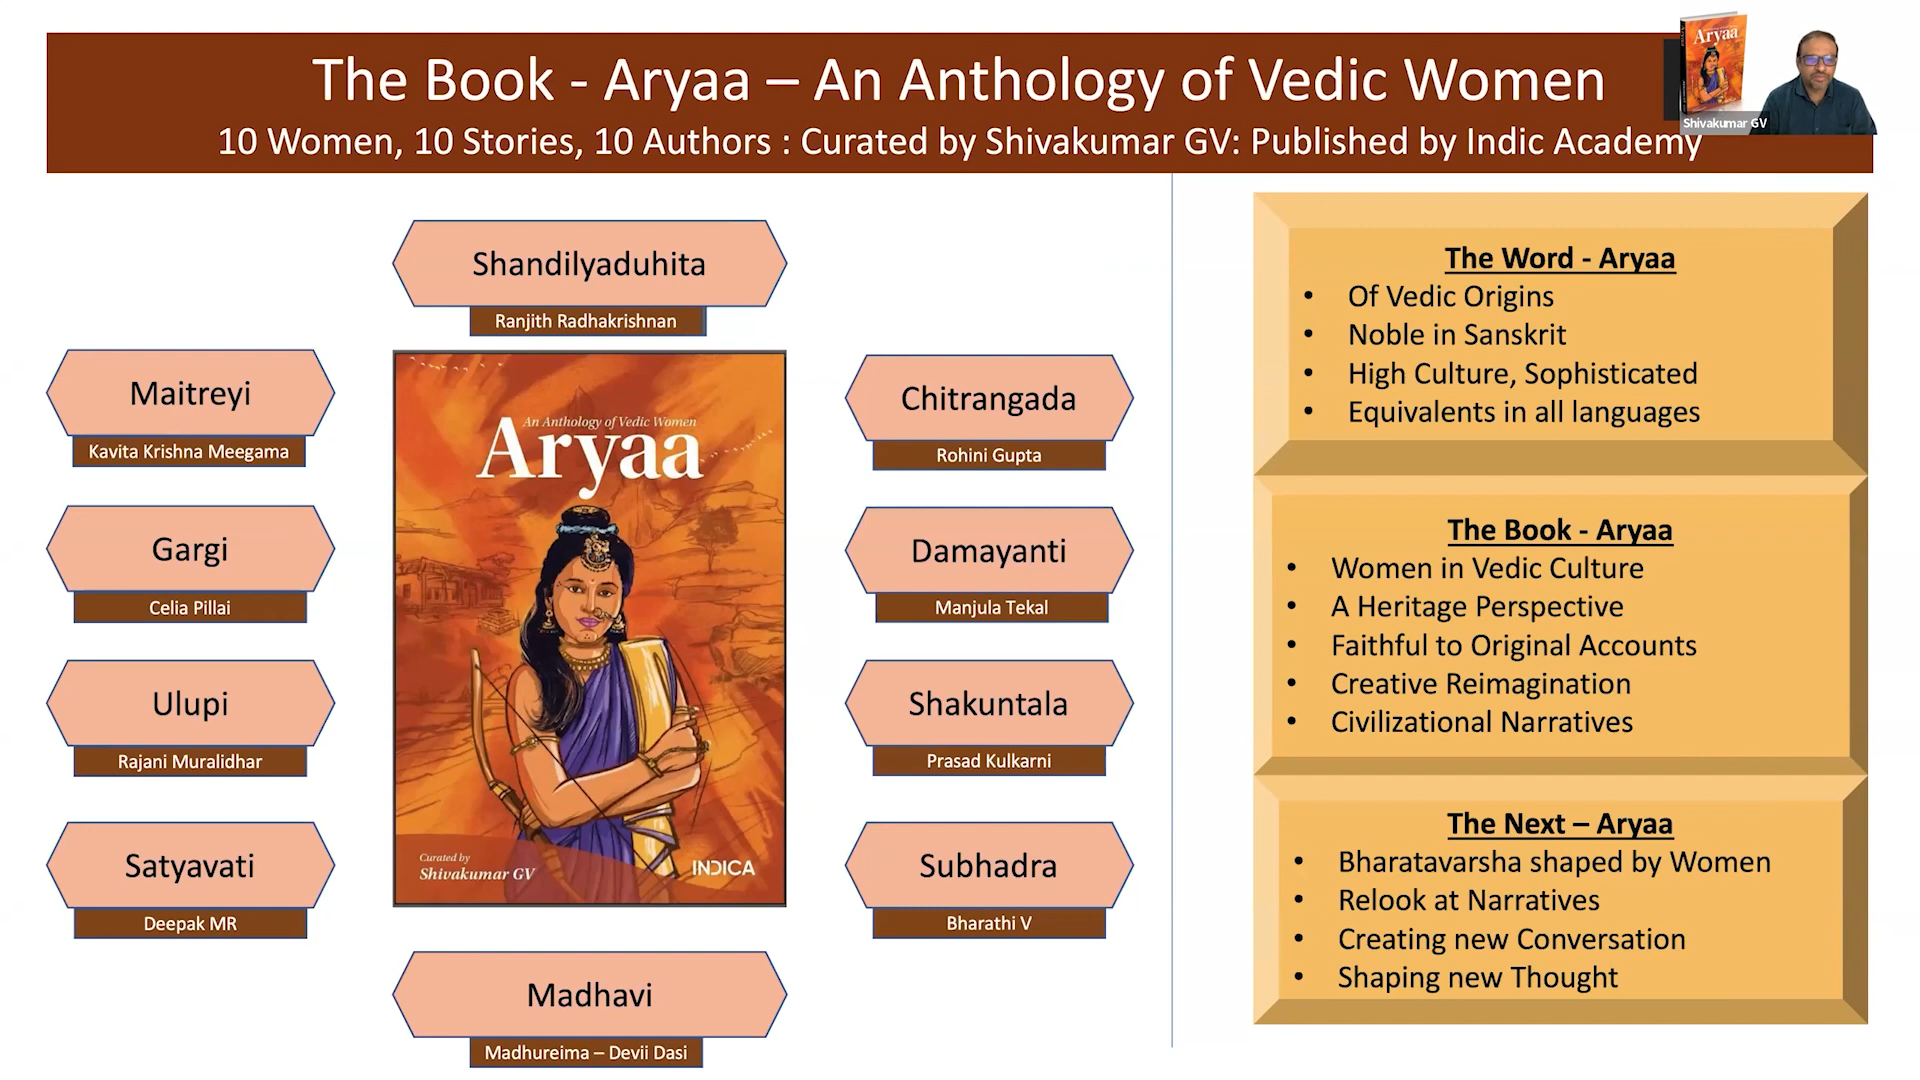 The Book - Aryaa – An Anthology of Vedic Women
10 Women, 10 Stories, 10 Authors : Curated by Shivakumar GV: Published by Indic Academy
Aryaa
Shivakumar GV
Shandilyaduhita
Ranjith Radhakrishnan
Maitreyi
Kavita Krishna Meegama
Gargi
Celia Pillai
Ulupi
Rajani Muralidhar
Satyavati
Deepak MR
An Anthology of Vedic Women
Aryaa
Curated by
Shivakumar GV
INDICA
Chitrangada
Rohini Gupta
Damayanti
Manjula Tekal
Shakuntala
Prasad Kulkarni
Subhadra
Bharathi V
Madhavi
Madhureima – Devii Dasi
The Word - Aryaa
• Of Vedic Origins
• Noble in Sanskrit
• High Culture, Sophisticated
• Equivalents in all languages
The Book - Aryaa
• Women in Vedic Culture
• A Heritage Perspective
• Faithful to Original Accounts
• Creative Reimagination
• Civilizational Narratives
The Next – Aryaa
• Bharatavarsha shaped by Women
• Relook at Narratives
• Creating new Conversation
• Shaping new Thought